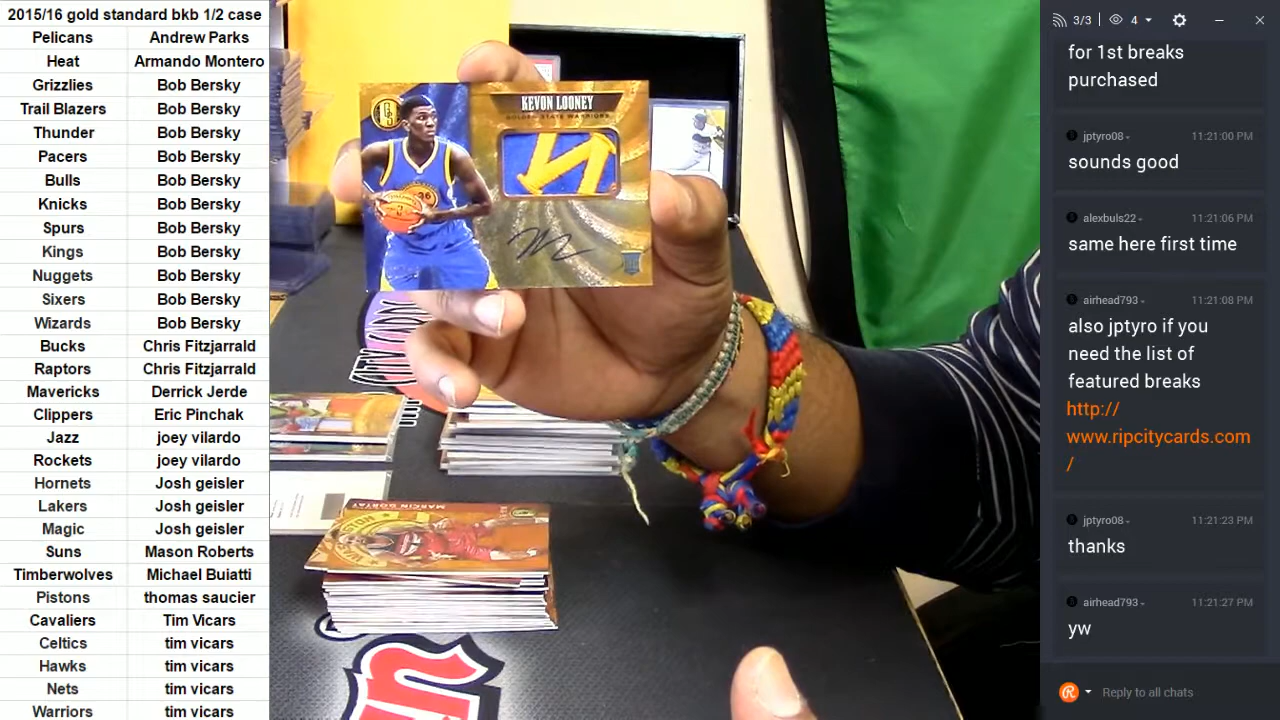 2015/16 gold standard bkb 1/2 case
Pelicans Andrew Parks
Heat Armando Montero
Grizzlies Bob Bersky
Trail Blazers Bob Bersky
Thunder Bob Bersky
Pacers Bob Bersky
Bulls Bob Bersky
Knicks Bob Bersky
Spurs Bob Bersky
Kings Bob Bersky
Nuggets Bob Bersky
Sixers Bob Bersky
Wizards Bob Bersky
Bucks Chris Fitzjarrald
Raptors Chris Fitzjarrald
Mavericks Derrick Jerde
Clippers Eric Pinchak
Jazz joey vilardo
Rockets joey vilardo
Hornets Josh geisler
Lakers Josh geisler
Magic Josh geisler
Suns Mason Roberts
Timberwolves Michael Buiatti
Pistons thomas saucier
Cavaliers Tim Vicars
Celtics tim vicars
Hawks tim vicars
Nets tim vicars
Warriors tim vicars
KEVON LOONEY
GOLDEN STATE WARRIORS
MARCIN GORTAT
3/3 4
for 1st breaks
purchased
jptyro08 11:21:00 PM
sounds good
alexbuls22 11:21:06 PM
same here first time
airhead793 11:21:08 PM
also jptyro if you
need the list of
featured breaks
http://
www.ripcitycards.com
/
jptyro08 11:21:23 PM
thanks
airhead793 11:21:27 PM
yw
Reply to all chats